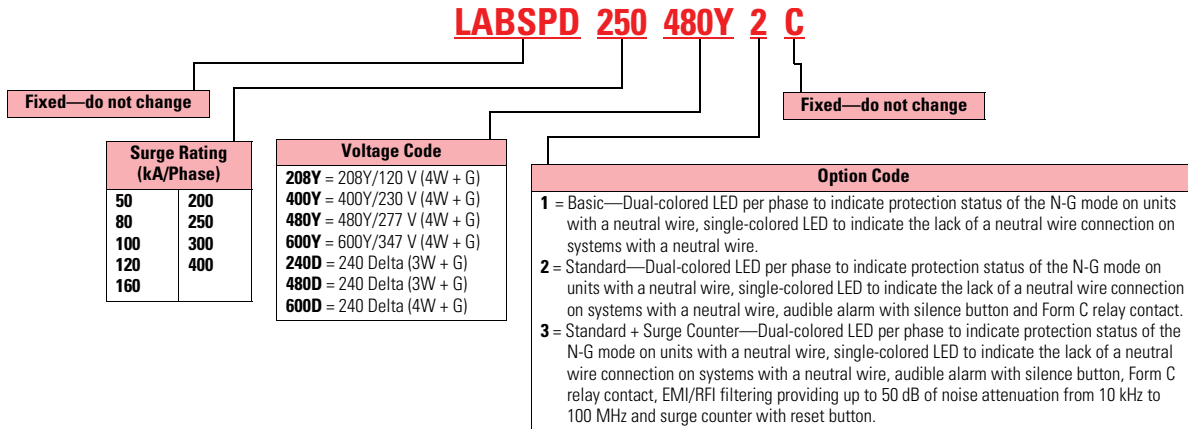 LABSPD 250 480Y 2 C
Fixed—do not change
Fixed—do not change
Surge Rating
(kA/Phase)
50 200
80 250
100 300
120 400
160
Voltage Code
208Y = 208Y/120 V (4W + G)
400Y = 400Y/230 V (4W + G)
480Y = 480Y/277 V (4W + G)
600Y = 600Y/347 V (4W + G)
240D = 240 Delta (3W + G)
480D = 240 Delta (3W + G)
600D = 240 Delta (4W + G)
Option Code
1 = Basic—Dual-colored LED per phase to indicate protection status of the N-G mode on units
with a neutral wire, single-colored LED to indicate the lack of a neutral wire connection on
systems with a neutral wire.
2 = Standard—Dual-colored LED per phase to indicate protection status of the N-G mode on
units with a neutral wire, single-colored LED to indicate the lack of a neutral wire connection
on systems with a neutral wire, audible alarm with silence button and Form C relay contact.
3 = Standard + Surge Counter—Dual-colored LED per phase to indicate protection status of the
N-G mode on units with a neutral wire, single-colored LED to indicate the lack of a neutral
wire connection on systems with a neutral wire, audible alarm with silence button, Form C
relay contact, EMI/RFI filtering providing up to 50 dB of noise attenuation from 10 kHz to
100 MHz and surge counter with reset button.